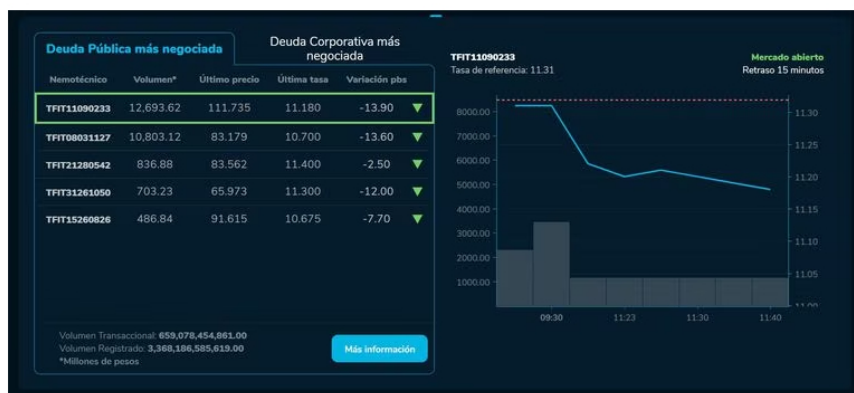 Deuda Pública más negociada
Deuda Corporativa más
negociada
Nemotécnico Volumen* Último precio Última tasa Variación pbs
TFIT11090233 12,693.62 111.735 11.180 -13.90
TFIT08031127 10,803.12 83.179 10.700 -13.60
TFIT21280542 836.88 83.562 11.400 -2.50
TFIT31261050 703.23 65.973 11.300 -12.00
TFIT15260826 486.84 91.615 10.675 -7.70
Volumen Transaccional: 659,078,454,861.00
Volumen Registrado: 3,368,186,585,619.00
*Millones de pesos
Más información
TFIT11090233
Tasa de referencia: 11.31
Mercado abierto
Retraso 15 minutos
8000.00
7000.00
6000.00
5000.00
4000.00
3000.00
2000.00
1000.00
11.30
11.25
11.20
11.15
11.10
11.05
11.00
09:30 11:23 11:30 11:40